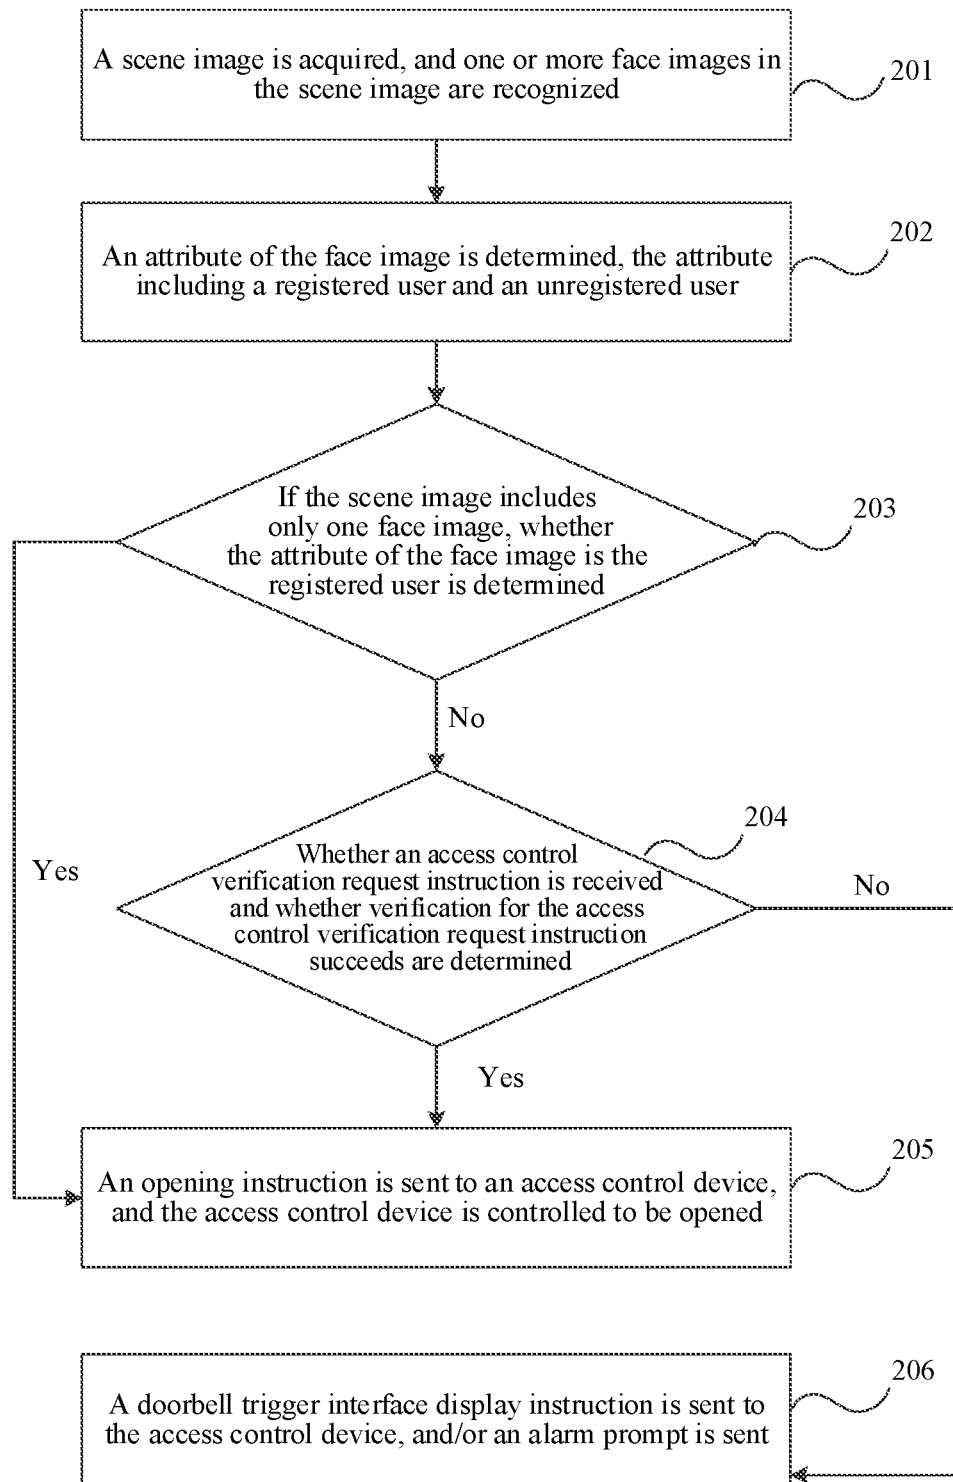 A scene image is acquired, and one or more face images in
the scene image are recognized
201
An attribute of the face image is determined, the attribute
including a registered user and an unregistered user
202
If the scene image includes
only one face image, whether
the attribute of the face image is the
registered user is determined
203
No
Whether an access control
verification request instruction is received
and whether verification for the access
control verification request instruction
succeeds are determined
204
Yes
No
Yes
An opening instruction is sent to an access control device,
and the access control device is controlled to be opened
205
A doorbell trigger interface display instruction is sent to
the access control device, and/or an alarm prompt is sent
206